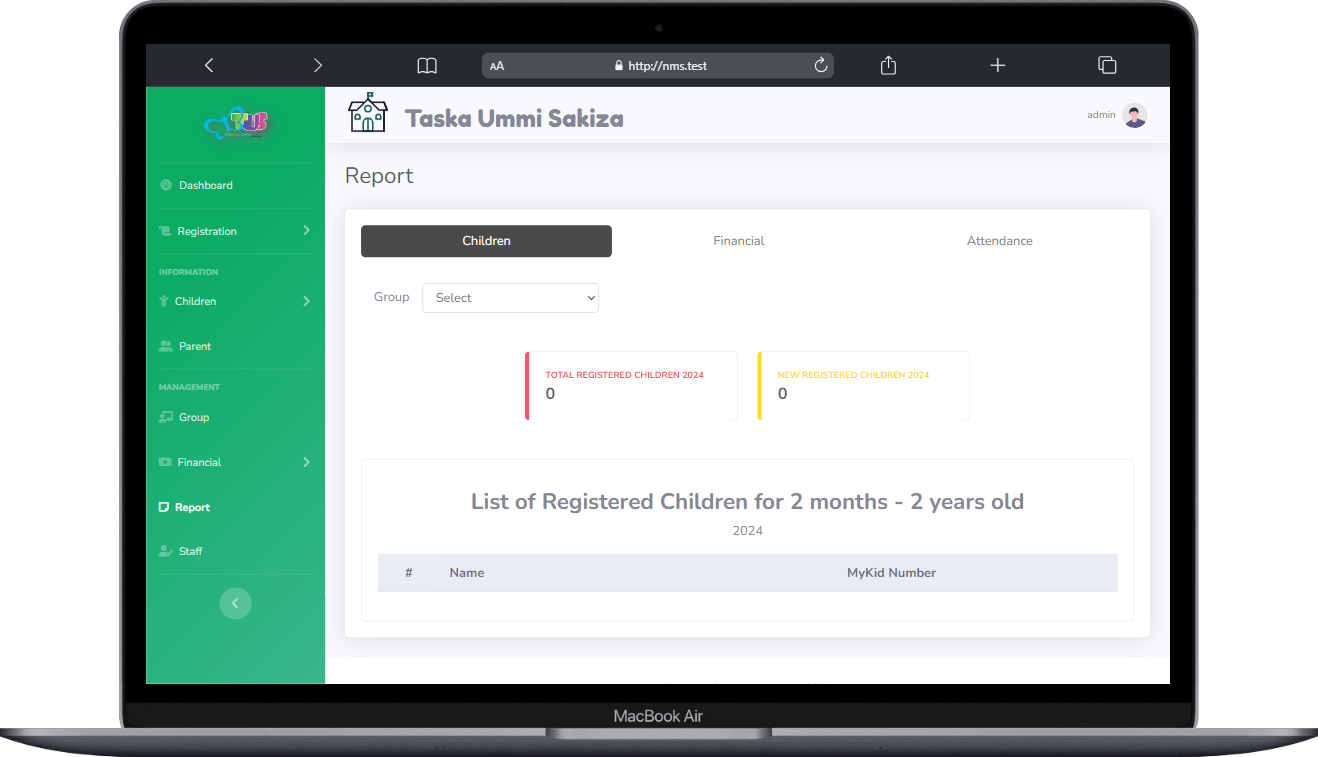 AA http://nms.test
TUS
Taska Ummi Sakiza
admin
Dashboard
Registration
INFORMATION
Children
Parent
MANAGEMENT
Group
Financial
Report
Staff
Report
Children Financial Attendance
Group Select
TOTAL REGISTERED CHILDREN 2024
0
NEW REGISTERED CHILDREN 2024
0
List of Registered Children for 2 months - 2 years old
2024
# Name MyKid Number
MacBook Air